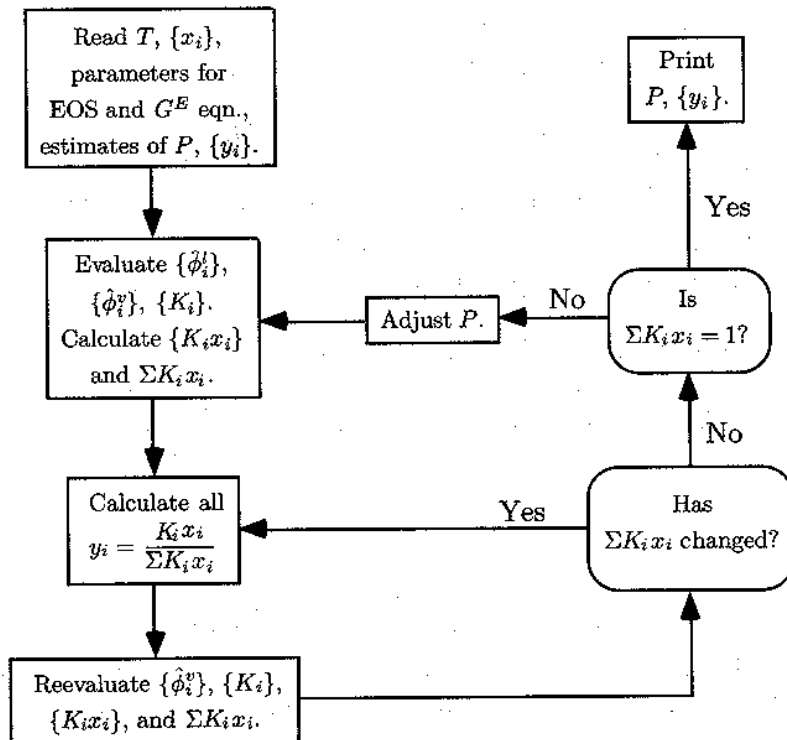 Read T, {x_i},
parameters for
EOS and G^E eqn.,
estimates of P, {y_i}.
Print
P, {y_i}.
Yes
Evaluate {φ̂_i^l},
{φ̂_i^v}, {K_i}.
Calculate {K_i x_i}
and ΣK_i x_i.
Adjust P.
No
Is
ΣK_i x_i = 1?
No
Calculate all
y_i = K_i x_i / ΣK_i x_i
Yes
Has
ΣK_i x_i changed?
Reevaluate {φ̂_i^v}, {K_i},
{K_i x_i}, and ΣK_i x_i.